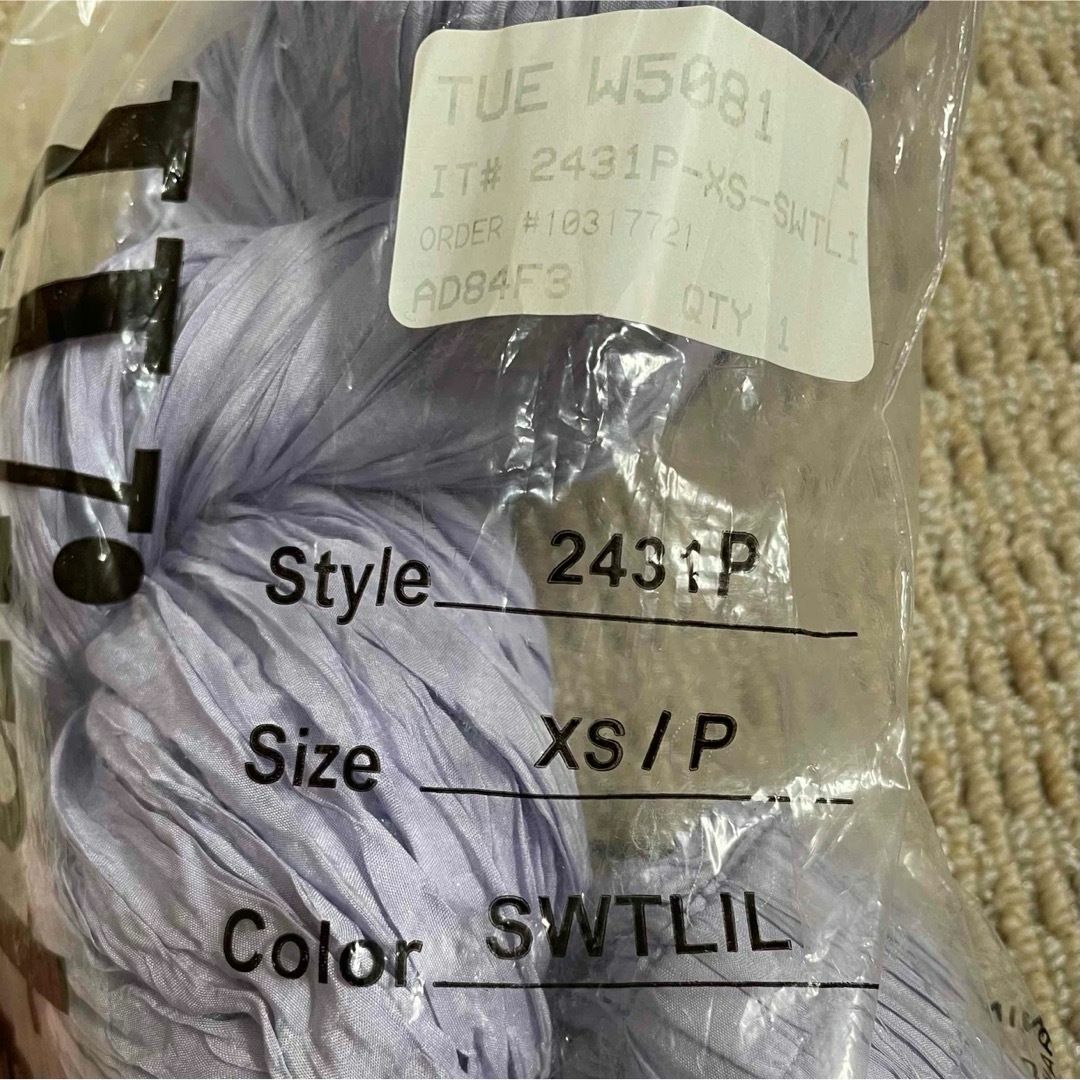 TUE W5081 1
IT# 2431P-XS-SWTLI
ORDER #10317721
AD84F3 QTY 1
Style 2431P
Size XS/P
Color SWTLIL